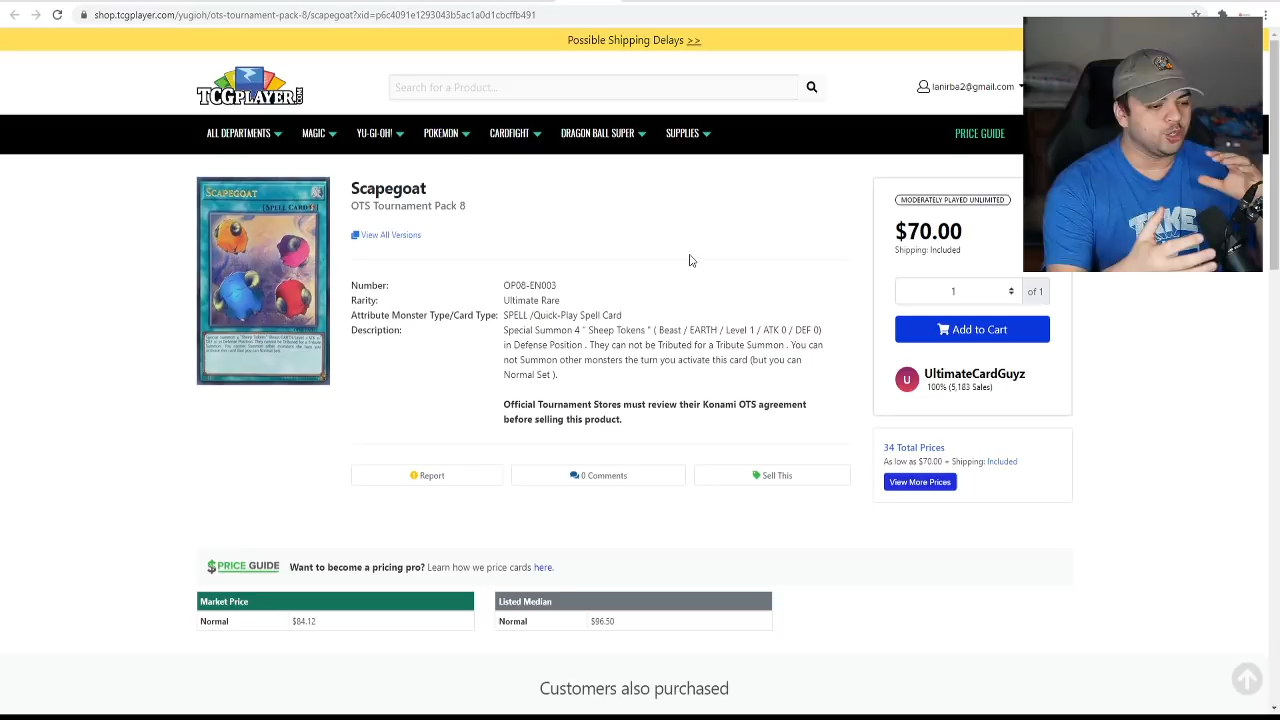 shop.tcgplayer.com/yugioh/ots-tournament-pack-8/scapegoat?xid=p6c4091e1293043b5ac1a0d1cbcffb491
Possible Shipping Delays >>
TCGPLAYER.COM
Search for a Product...
lanirba2@gmail.com
ALL DEPARTMENTS MAGIC YU-GI-OH! POKEMON CARDFIGHT DRAGON BALL SUPER SUPPLIES PRICE GUIDE
SCAPEGOAT
[SPELL CARD]
Scapegoat
OTS Tournament Pack 8
View All Versions
Number: OP08-EN003
Rarity: Ultimate Rare
Attribute Monster Type/Card Type: SPELL /Quick-Play Spell Card
Description: Special Summon 4 " Sheep Tokens " ( Beast / EARTH / Level 1 / ATK 0 / DEF 0)
in Defense Position . They can not be Tributed for a Tribute Summon . You can
not Summon other monsters the turn you activate this card (but you can
Normal Set ).
Official Tournament Stores must review their Konami OTS agreement
before selling this product.
Report
0 Comments
Sell This
MODERATELY PLAYED UNLIMITED
$70.00
Shipping: Included
1 of 1
Add to Cart
U
UltimateCardGuyz
100% (5,183 Sales)
34 Total Prices
As low as $70.00 + Shipping: Included
View More Prices
TAKE
$PRICE GUIDE Want to become a pricing pro? Learn how we price cards here.
Market Price
Normal $84.12
Listed Median
Normal $96.50
Customers also purchased